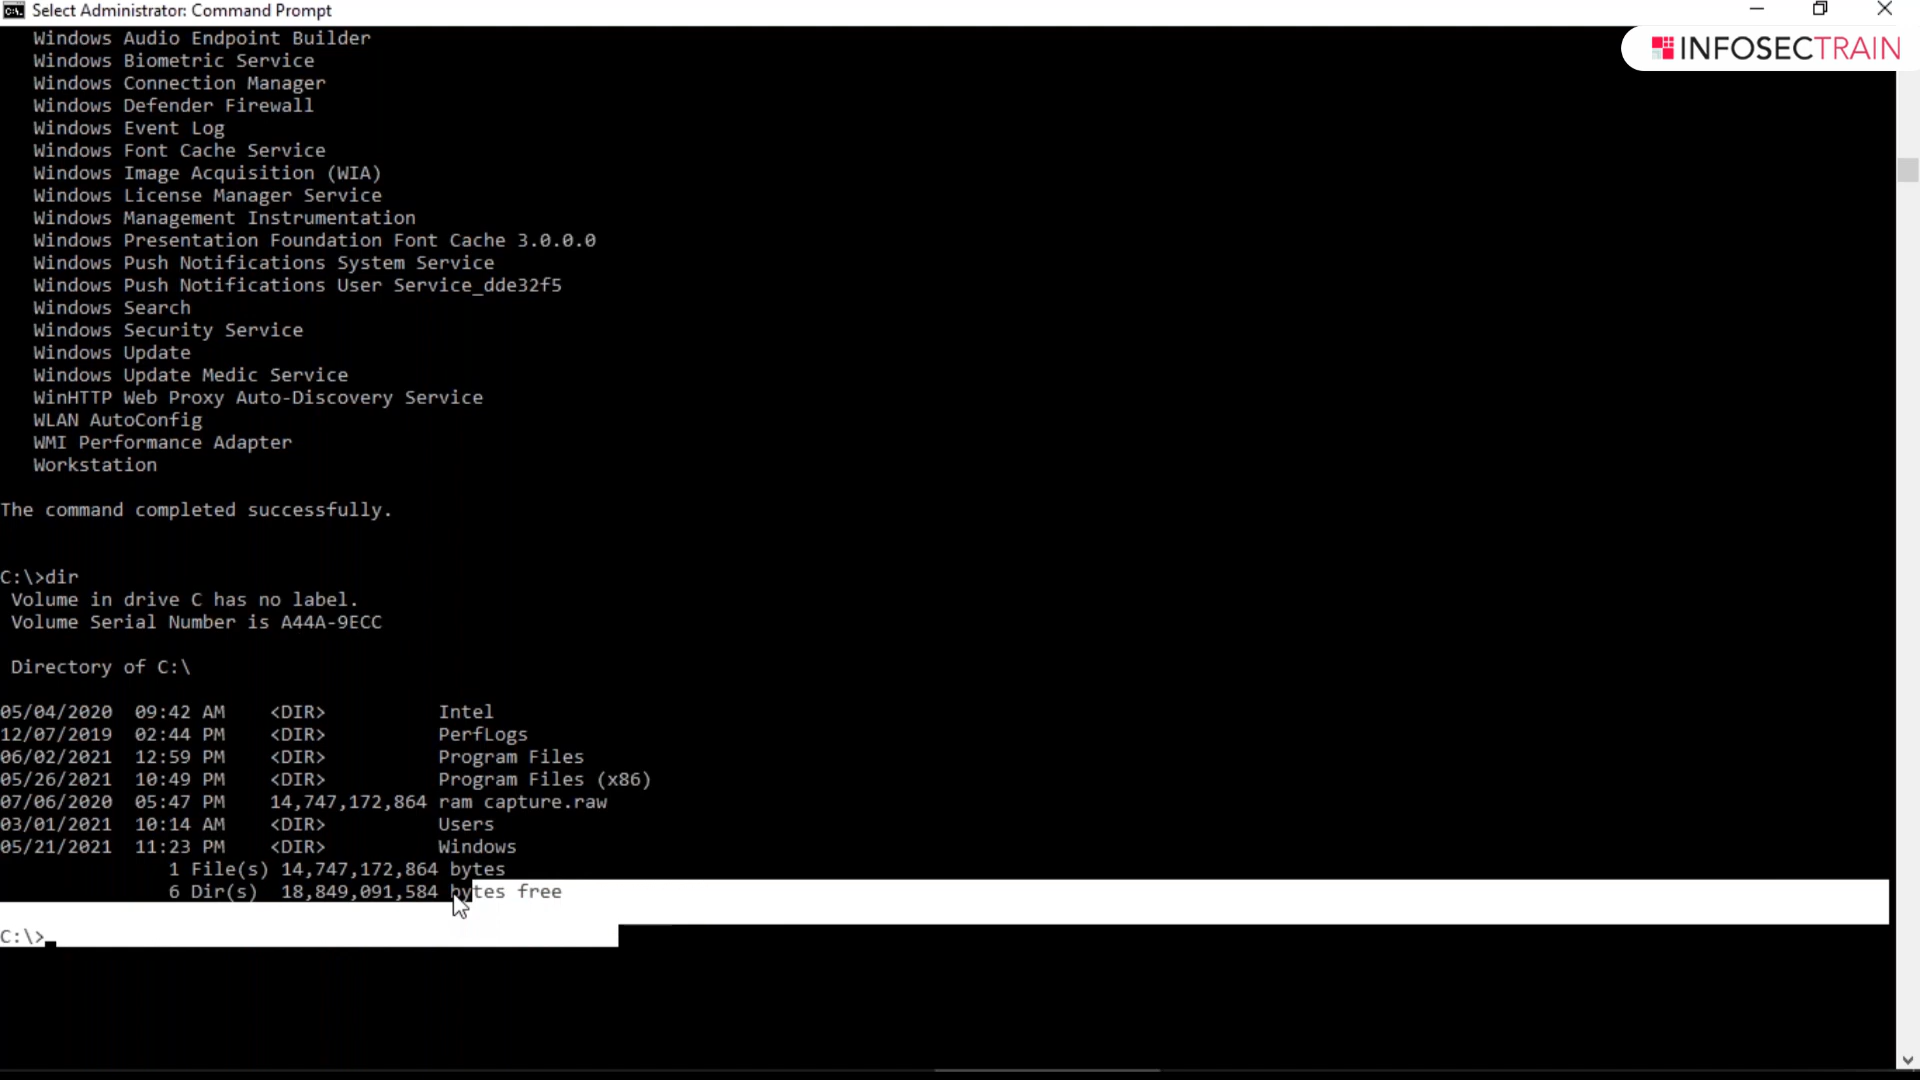 Select Administrator: Command Prompt
INFOSECTRAIN
Windows Audio Endpoint Builder
Windows Biometric Service
Windows Connection Manager
Windows Defender Firewall
Windows Event Log
Windows Font Cache Service
Windows Image Acquisition (WIA)
Windows License Manager Service
Windows Management Instrumentation
Windows Presentation Foundation Font Cache 3.0.0.0
Windows Push Notifications System Service
Windows Push Notifications User Service_dde32f5
Windows Search
Windows Security Service
Windows Update
Windows Update Medic Service
WinHTTP Web Proxy Auto-Discovery Service
WLAN AutoConfig
WMI Performance Adapter
Workstation
The command completed successfully.
C:\>dir
Volume in drive C has no label.
Volume Serial Number is A44A-9ECC
Directory of C:\
05/04/2020  09:42 AM    <DIR>          Intel
12/07/2019  02:44 PM    <DIR>          PerfLogs
06/02/2021  12:59 PM    <DIR>          Program Files
05/26/2021  10:49 PM    <DIR>          Program Files (x86)
07/06/2020  05:47 PM    14,747,172,864 ram capture.raw
03/01/2021  10:14 AM    <DIR>          Users
05/21/2021  11:23 PM    <DIR>          Windows
1 File(s) 14,747,172,864 bytes
6 Dir(s)  18,849,091,584 bytes free
C:\>